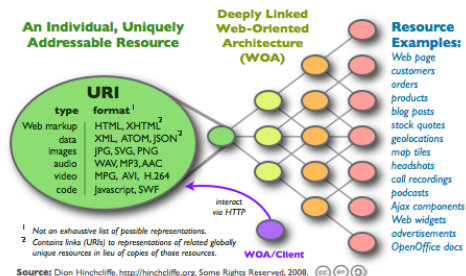 An Individual, Uniquely
Addressable Resource
Deeply Linked
Web-Oriented
Architecture
(WOA)
Resource
Examples:
URI
type format 1
Web markup HTML, XHTML 2
data XML, ATOM, JSON 2
images JPG, SVG, PNG
audio WAV, MP3, AAC
video MPG, AVI, H.264
code Javascript, SWF
Web page
customers
orders
products
blog posts
stock quotes
geolocations
map tiles
headshots
call recordings
podcasts
Ajax components
Web widgets
advertisements
OpenOffice docs
interact
via HTTP
WOA/Client
1 Not an exhaustive list of possible representations.
2 Contains links (URIs) to representations of related globally
unique resources in lieu of copies of those resources.
Source: Dion Hinchcliffe. http://hinchcliffe.org. Some Rights Reserved, 2008. cc